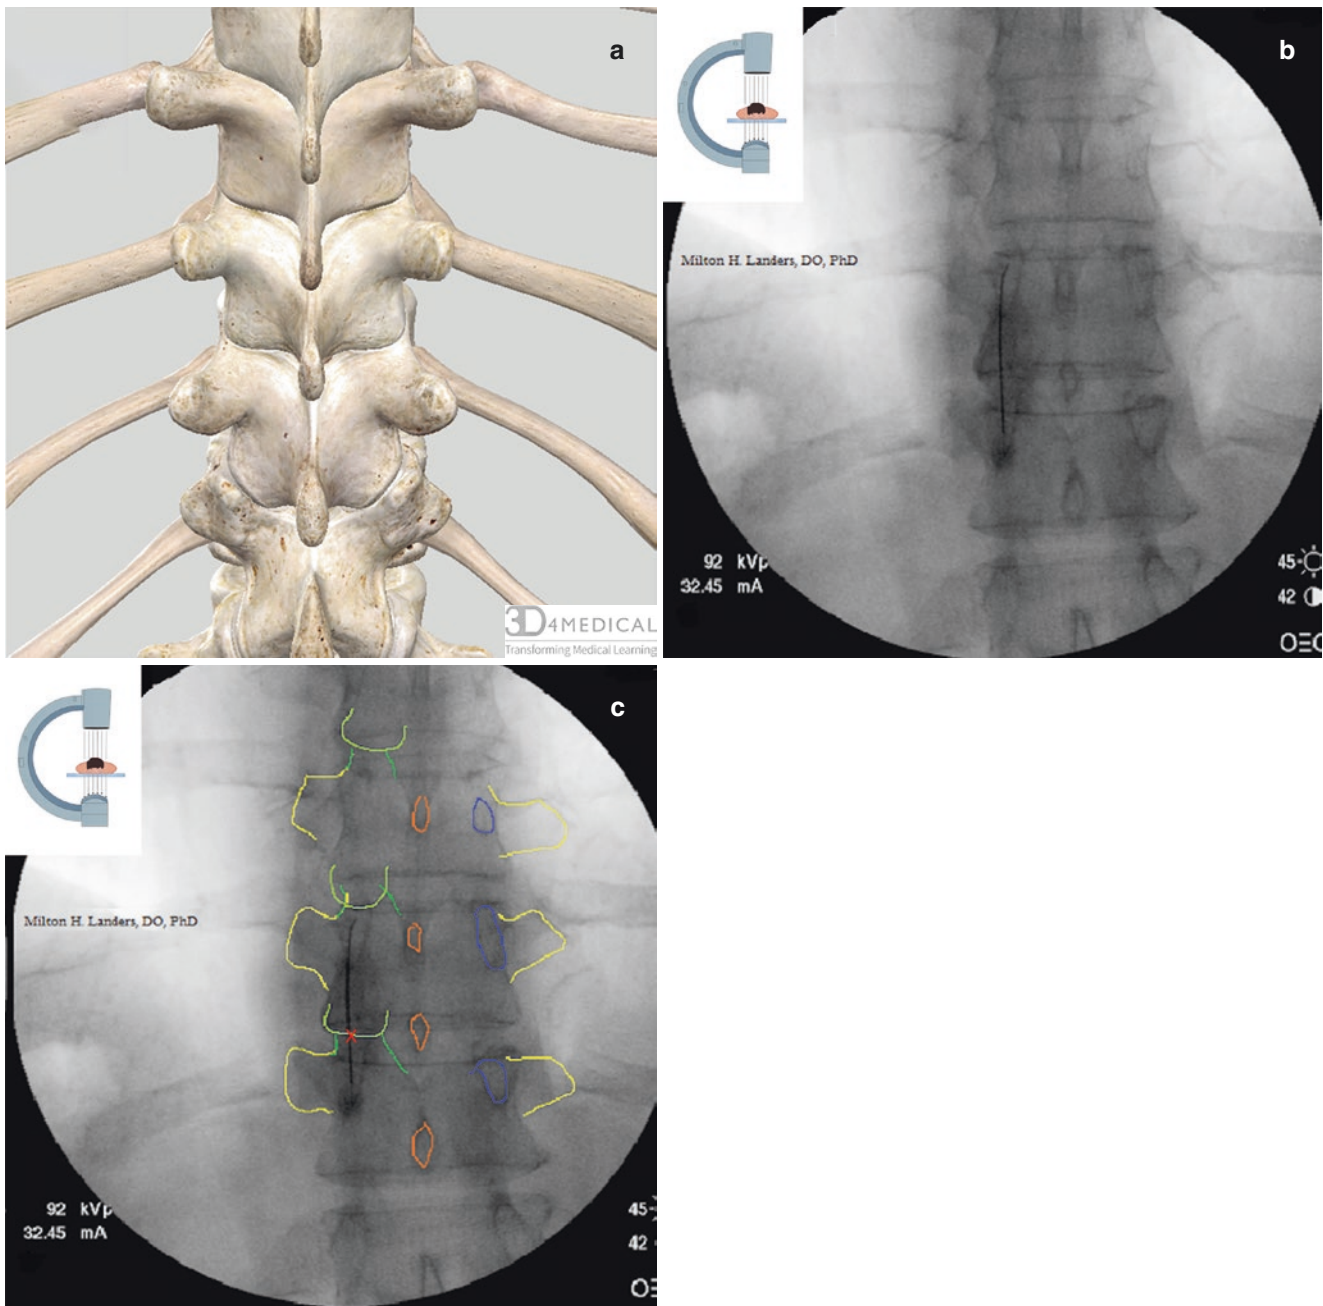 a
3D4MEDICAL
Transforming Medical Learning
b
Milton H. Landers, DO, PhD
92 kVp
32.45 mA
45
42
c
Milton H. Landers, DO, PhD
92 kVp
32.45 mA
45
42